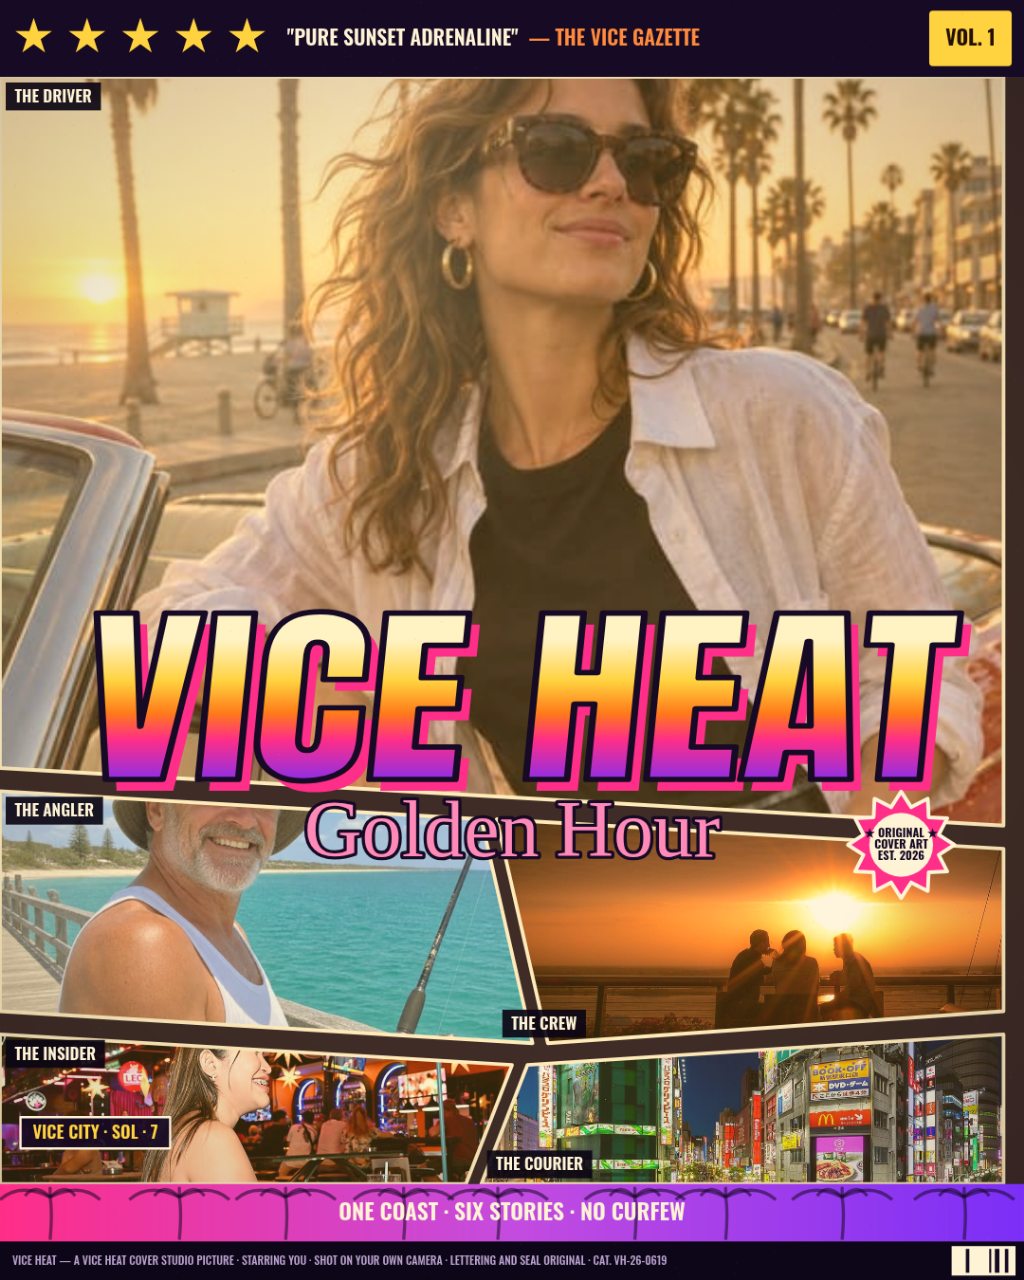 "PURE SUNSET ADRENALINE" — THE VICE GAZETTE
VOL. 1
THE DRIVER
VICE HEAT
Golden Hour
THE ANGLER
ORIGINAL
COVER ART
EST. 2026
THE CREW
THE INSIDER
LEC
VICE CITY · SOL · 7
BOOK-OFF
DVD・ゲーム
THE COURIER
ONE COAST · SIX STORIES · NO CURFEW
VICE HEAT — A VICE HEAT COVER STUDIO PICTURE · STARRING YOU · SHOT ON YOUR OWN CAMERA · LETTERING AND SEAL ORIGINAL · CAT. VH-26-0619